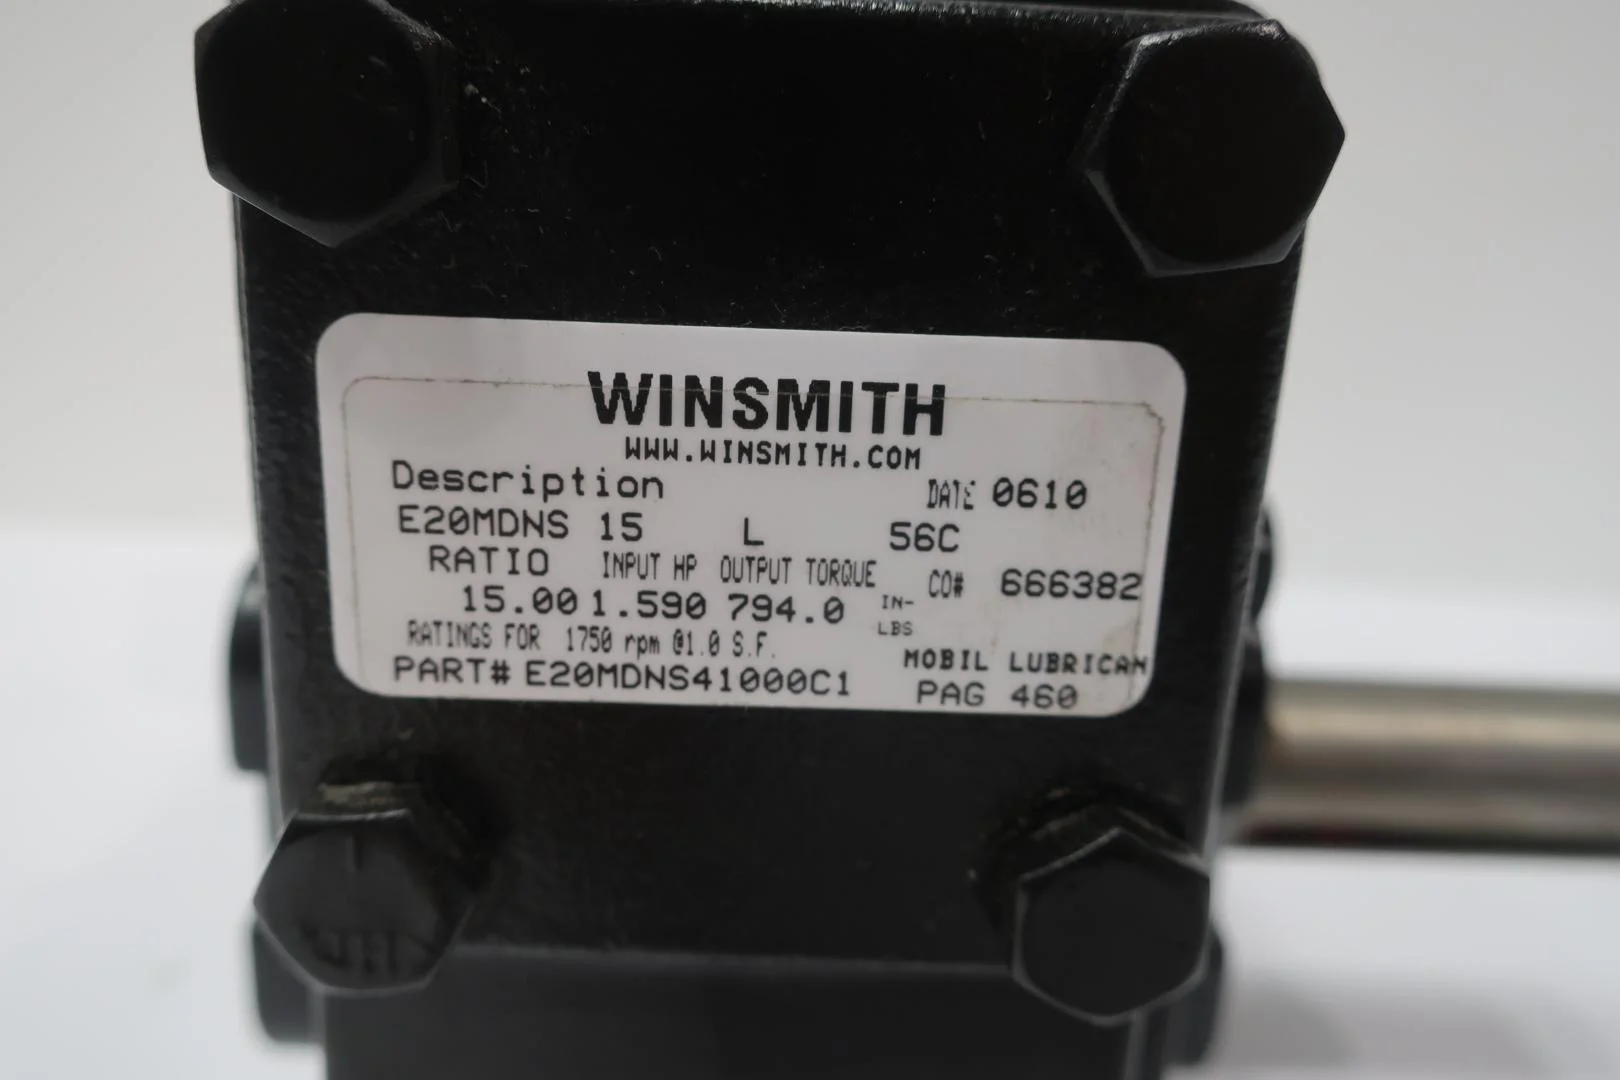 WINSMITH
WWW.WINSMITH.COM
Description DATE 0610
E20MDNS 15 L 56C
RATIO INPUT HP OUTPUT TORQUE CO# 666382
15.00 1.590 794.0 IN-LBS
RATINGS FOR 1750 rpm @1.0 S.F.
MOBIL LUBRICAN
PART# E20MDNS41000C1 PAG 460